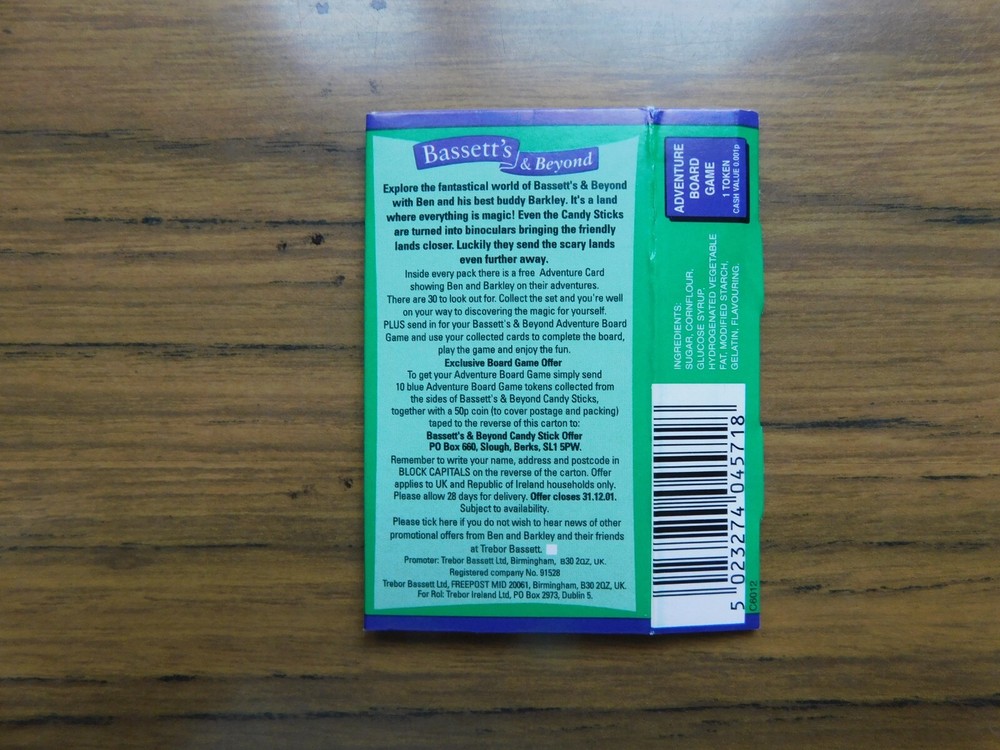 Bassett's
& Beyond
Explore the fantastical world of Bassett's & Beyond
with Ben and his best buddy Barkley. It's a land
where everything is magic! Even the Candy Sticks
are turned into binoculars bringing the friendly
lands closer. Luckily they send the scary lands
even further away.
Inside every pack there is a free Adventure Card
showing Ben and Barkley on their adventures.
There are 30 to look out for. Collect the set and you're well
on your way to discovering the magic for yourself.
PLUS send in for your Bassett's & Beyond Adventure Board
Game and use your collected cards to complete the board,
play the game and enjoy the fun.
Exclusive Board Game Offer
To get your Adventure Board Game simply send
10 blue Adventure Board Game tokens collected from
the sides of Bassett's & Beyond Candy Sticks,
together with a 50p coin (to cover postage and packing)
taped to the reverse of this carton to:
Bassett's & Beyond Candy Stick Offer
PO Box 660, Slough, Berks, SL1 5PW.
Remember to write your name, address and postcode in
BLOCK CAPITALS on the reverse of the carton. Offer
applies to UK and Republic of Ireland households only.
Please allow 28 days for delivery. Offer closes 31.12.01.
Subject to availability.
Please tick here if you do not wish to hear news of other
promotional offers from Ben and Barkley and their friends
at Trebor Bassett.
Promoter: Trebor Bassett Ltd, Birmingham, B30 2QZ, UK.
Registered company No. 91528
Trebor Bassett Ltd, FREEPOST MID 20061, Birmingham, B30 2QZ, UK.
For RoI: Trebor Ireland Ltd, PO Box 2973, Dublin 5.
ADVENTURE
BOARD
GAME
1 TOKEN
CASH VALUE 0.001p
INGREDIENTS:
SUGAR, CORNFLOUR,
GLUCOSE SYRUP,
HYDROGENATED VEGETABLE
FAT, MODIFIED STARCH,
GELATIN, FLAVOURING.
5 023274 045718
C6012